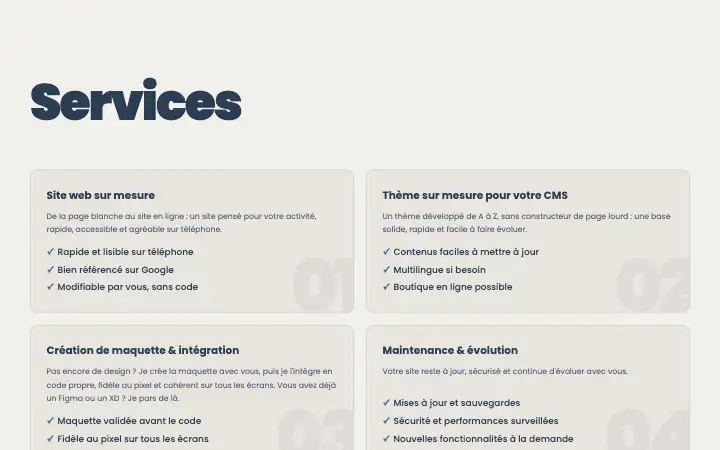 Services
Site web sur mesure
De la page blanche au site en ligne : un site pensé pour votre activité,
rapide, accessible et agréable sur téléphone.
✓ Rapide et lisible sur téléphone
✓ Bien référencé sur Google
✓ Modifiable par vous, sans code
01
Thème sur mesure pour votre CMS
Un thème développé de A à Z, sans constructeur de page lourd : une base
solide, rapide et facile à faire évoluer.
✓ Contenus faciles à mettre à jour
✓ Multilingue si besoin
✓ Boutique en ligne possible
02
Création de maquette & intégration
Pas encore de design ? Je crée la maquette avec vous, puis je l'intègre en
code propre, fidèle au pixel et cohérent sur tous les écrans. Vous avez déjà
un Figma ou un XD ? Je pars de là.
✓ Maquette validée avant le code
✓ Fidèle au pixel sur tous les écrans
03
Maintenance & évolution
Votre site reste à jour, sécurisé et continue d'évoluer avec vous.
✓ Mises à jour et sauvegardes
✓ Sécurité et performances surveillées
✓ Nouvelles fonctionnalités à la demande
04